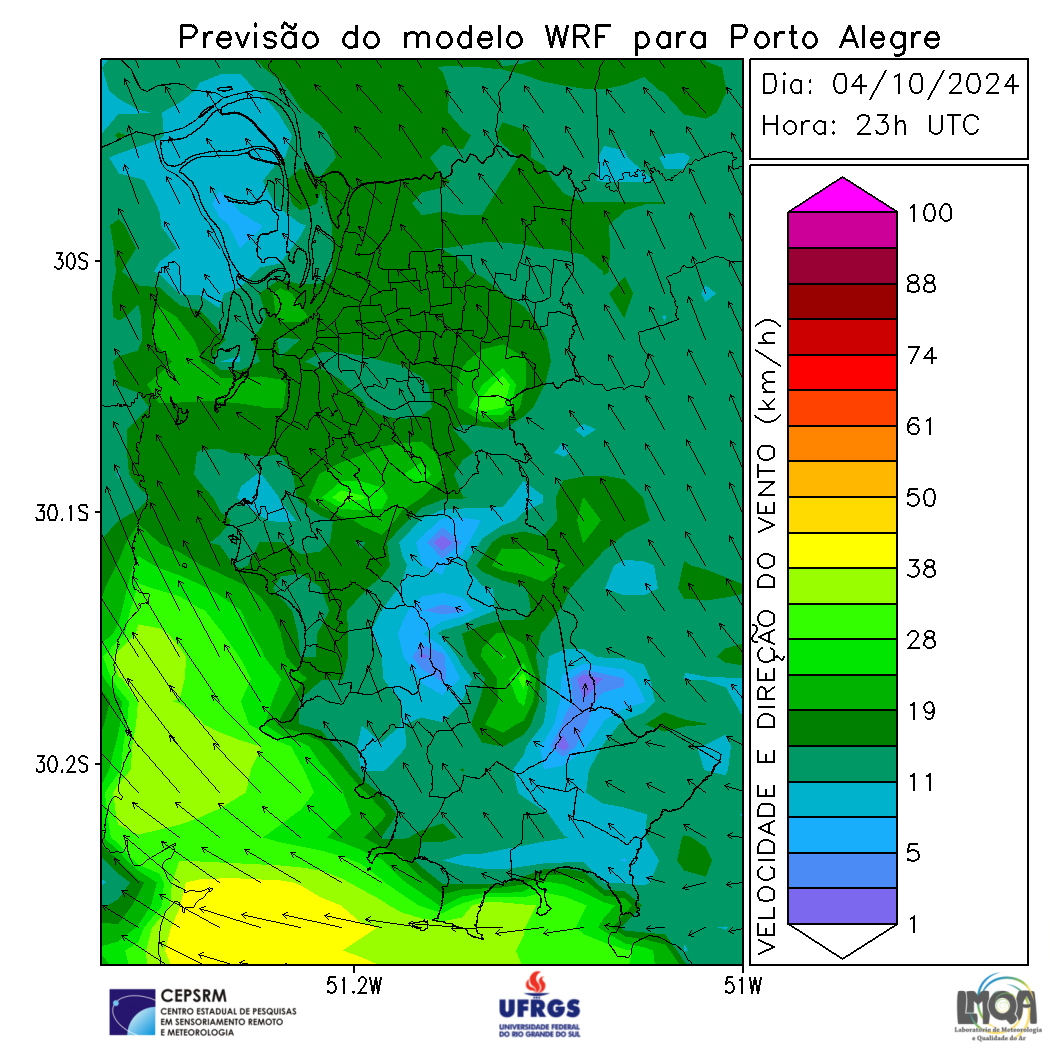 Previsão do modelo WRF para Porto Alegre
Dia: 04/10/2024
Hora: 23h UTC
30S
30.1S
30.2S
51.2W
51W
VELOCIDADE E DIREÇÃO DO VENTO (km/h)
100
88
74
61
50
38
28
19
11
5
1
CEPSRM
CENTRO ESTADUAL DE PESQUISAS
EM SENSORIAMENTO REMOTO
E METEOROLOGIA
UFRGS
UNIVERSIDADE FEDERAL
DO RIO GRANDE DO SUL
LMQA
Laboratório de Meteorologia
e Qualidade do Ar